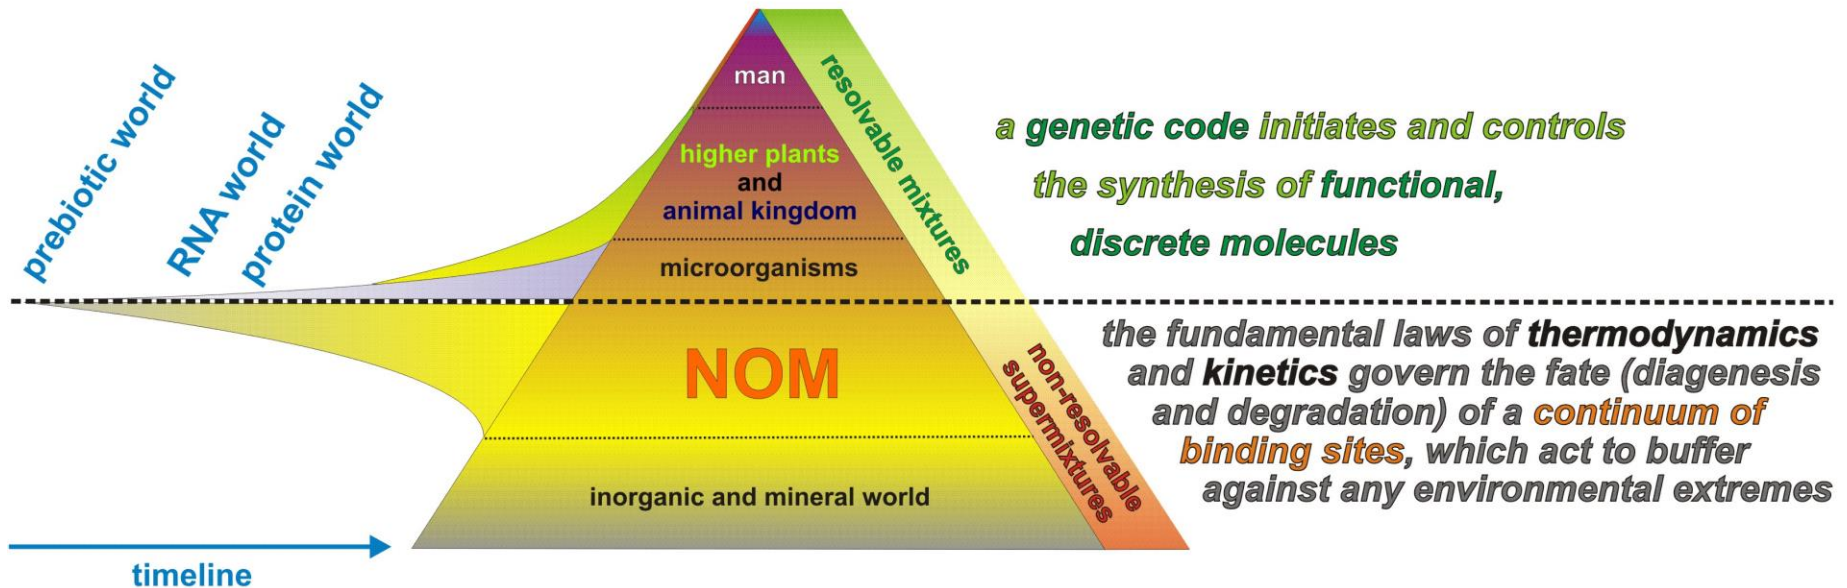 prebiotic world
RNA world
protein world
timeline
man
higher plants
and
animal kingdom
microorganisms
NOM
inorganic and mineral world
resolvable mixtures
non-resolvable
supermixtures
a genetic code initiates and controls
the synthesis of functional,
discrete molecules
the fundamental laws of thermodynamics
and kinetics govern the fate (diagenesis
and degradation) of a continuum of
binding sites, which act to buffer
against any environmental extremes